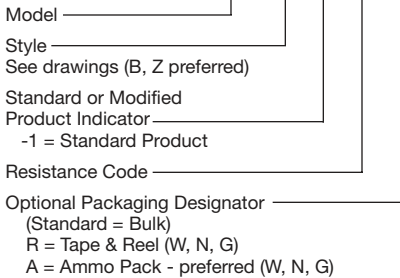 Model
Style
See drawings (B, Z preferred)
Standard or Modified
Product Indicator
-1 = Standard Product
Resistance Code
Optional Packaging Designator
(Standard = Bulk)
R = Tape & Reel (W, N, G)
A = Ammo Pack - preferred (W, N, G)